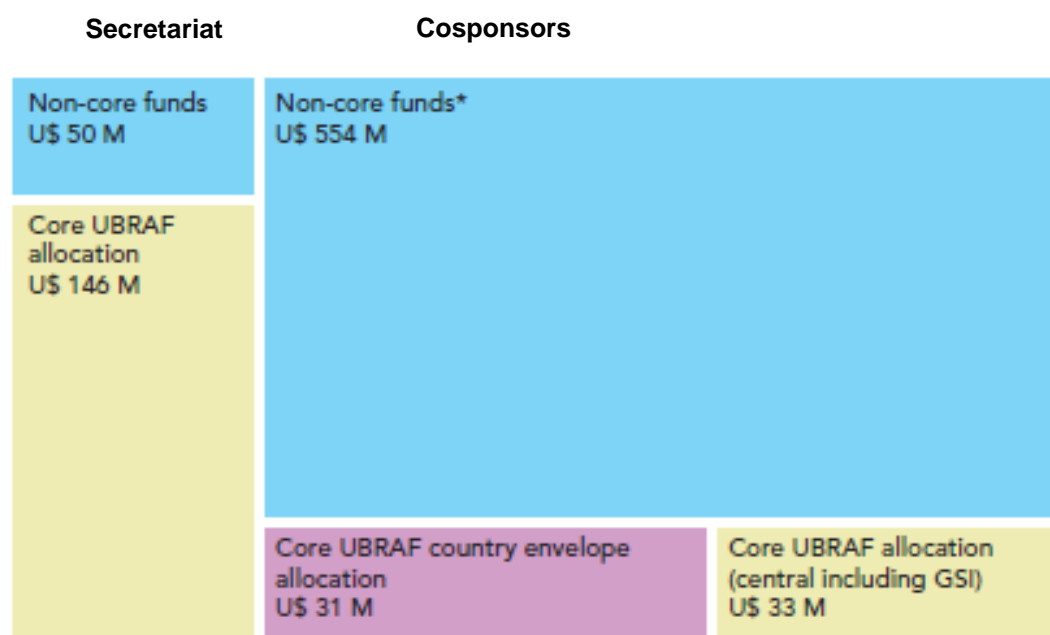 Secretariat
Cosponsors
Non-core funds
U$ 50 M
Non-core funds*
U$ 554 M
Core UBRAF
allocation
U$ 146 M
Core UBRAF country envelope
allocation
U$ 31 M
Core UBRAF allocation
(central including GSI)
U$ 33 M